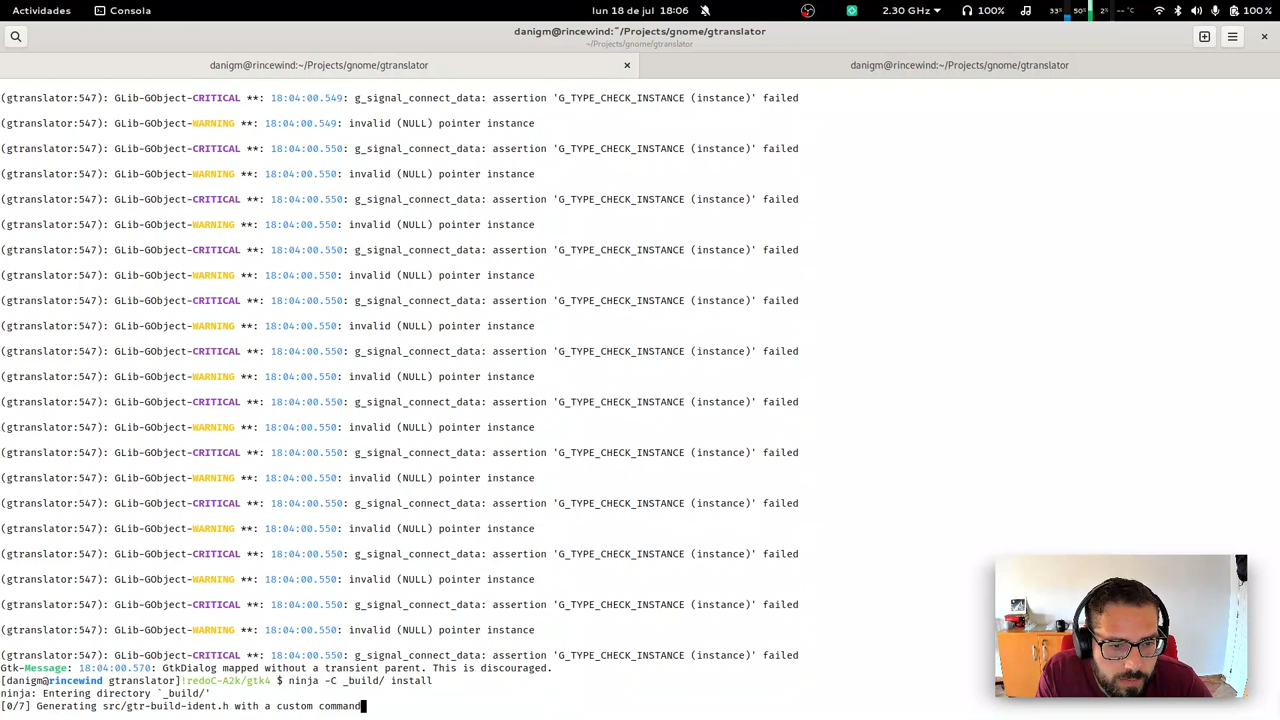 Actividades Consola lun 18 de jul 18:06 2.30 GHz 100% 33% 50% 2% --°C 100 %
danigm@rincewind:~/Projects/gnome/gtranslator
~/Projects/gnome/gtranslator
danigm@rincewind:~/Projects/gnome/gtranslator danigm@rincewind:~/Projects/gnome/gtranslator
(gtranslator:547): GLib-GObject-CRITICAL **: 18:04:00.549: g_signal_connect_data: assertion 'G_TYPE_CHECK_INSTANCE (instance)' failed
(gtranslator:547): GLib-GObject-WARNING **: 18:04:00.549: invalid (NULL) pointer instance
(gtranslator:547): GLib-GObject-CRITICAL **: 18:04:00.550: g_signal_connect_data: assertion 'G_TYPE_CHECK_INSTANCE (instance)' failed
(gtranslator:547): GLib-GObject-WARNING **: 18:04:00.550: invalid (NULL) pointer instance
(gtranslator:547): GLib-GObject-CRITICAL **: 18:04:00.550: g_signal_connect_data: assertion 'G_TYPE_CHECK_INSTANCE (instance)' failed
(gtranslator:547): GLib-GObject-WARNING **: 18:04:00.550: invalid (NULL) pointer instance
(gtranslator:547): GLib-GObject-CRITICAL **: 18:04:00.550: g_signal_connect_data: assertion 'G_TYPE_CHECK_INSTANCE (instance)' failed
(gtranslator:547): GLib-GObject-WARNING **: 18:04:00.550: invalid (NULL) pointer instance
(gtranslator:547): GLib-GObject-CRITICAL **: 18:04:00.550: g_signal_connect_data: assertion 'G_TYPE_CHECK_INSTANCE (instance)' failed
(gtranslator:547): GLib-GObject-WARNING **: 18:04:00.550: invalid (NULL) pointer instance
(gtranslator:547): GLib-GObject-CRITICAL **: 18:04:00.550: g_signal_connect_data: assertion 'G_TYPE_CHECK_INSTANCE (instance)' failed
(gtranslator:547): GLib-GObject-WARNING **: 18:04:00.550: invalid (NULL) pointer instance
(gtranslator:547): GLib-GObject-CRITICAL **: 18:04:00.550: g_signal_connect_data: assertion 'G_TYPE_CHECK_INSTANCE (instance)' failed
(gtranslator:547): GLib-GObject-WARNING **: 18:04:00.550: invalid (NULL) pointer instance
(gtranslator:547): GLib-GObject-CRITICAL **: 18:04:00.550: g_signal_connect_data: assertion 'G_TYPE_CHECK_INSTANCE (instance)' failed
(gtranslator:547): GLib-GObject-WARNING **: 18:04:00.550: invalid (NULL) pointer instance
(gtranslator:547): GLib-GObject-CRITICAL **: 18:04:00.550: g_signal_connect_data: assertion 'G_TYPE_CHECK_INSTANCE (instance)' failed
(gtranslator:547): GLib-GObject-WARNING **: 18:04:00.550: invalid (NULL) pointer instance
(gtranslator:547): GLib-GObject-CRITICAL **: 18:04:00.550: g_signal_connect_data: assertion 'G_TYPE_CHECK_INSTANCE (instance)' failed
(gtranslator:547): GLib-GObject-WARNING **: 18:04:00.550: invalid (NULL) pointer instance
(gtranslator:547): GLib-GObject-CRITICAL **: 18:04:00.550: g_signal_connect_data: assertion 'G_TYPE_CHECK_INSTANCE (instance)' failed
(gtranslator:547): GLib-GObject-WARNING **: 18:04:00.550: invalid (NULL) pointer instance
(gtranslator:547): GLib-GObject-CRITICAL **: 18:04:00.550: g_signal_connect_data: assertion 'G_TYPE_CHECK_INSTANCE (instance)' failed
Gtk-Message: 18:04:00.570: GtkDialog mapped without a transient parent. This is discouraged.
[danigm@rincewind gtranslator]!redoC-A2k/gtk4 $ ninja -C _build/ install
ninja: Entering directory `_build/'
[0/7] Generating src/gtr-build-ident.h with a custom command